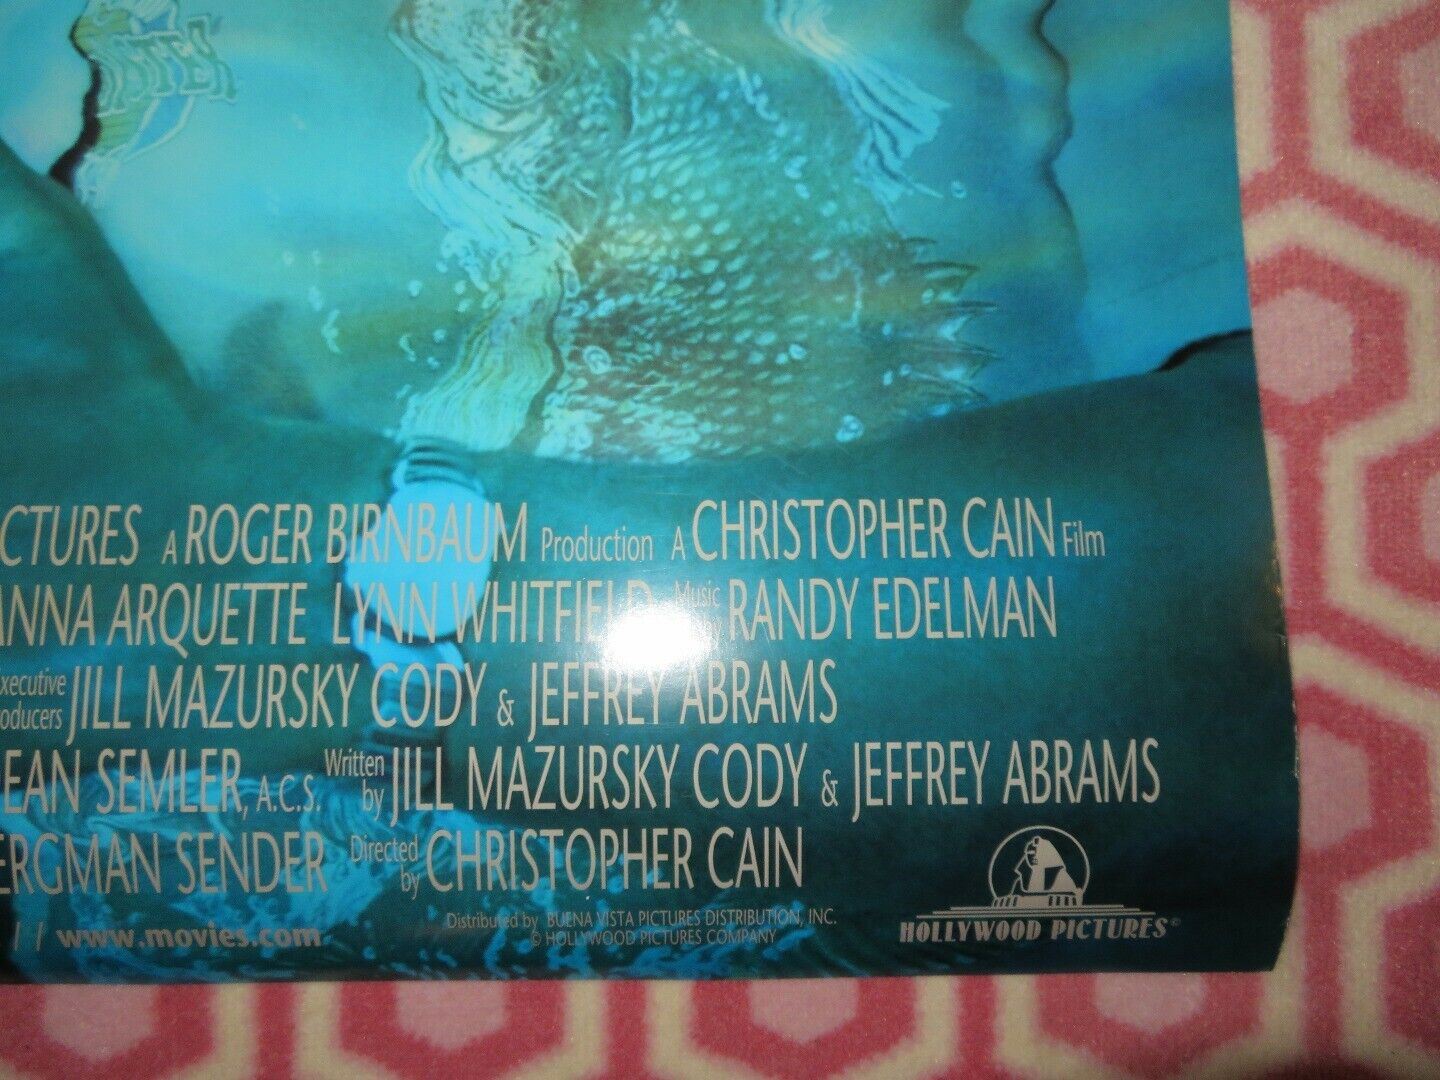 CTURES A ROGER BIRNBAUM Production A CHRISTOPHER CAIN Film
ANNA ARQUETTE LYNN WHITFIELD Music RANDY EDELMAN
xecutive oducers JILL MAZURSKY CODY & JEFFREY ABRAMS
EAN SEMLER, A.C.S. Written by JILL MAZURSKY CODY & JEFFREY ABRAMS
ERGMAN SENDER Directed by CHRISTOPHER CAIN
Distributed by BUENA VISTA PICTURES DISTRIBUTION, INC.
© HOLLYWOOD PICTURES COMPANY
/ / www.movies.com
HOLLYWOOD PICTURES©